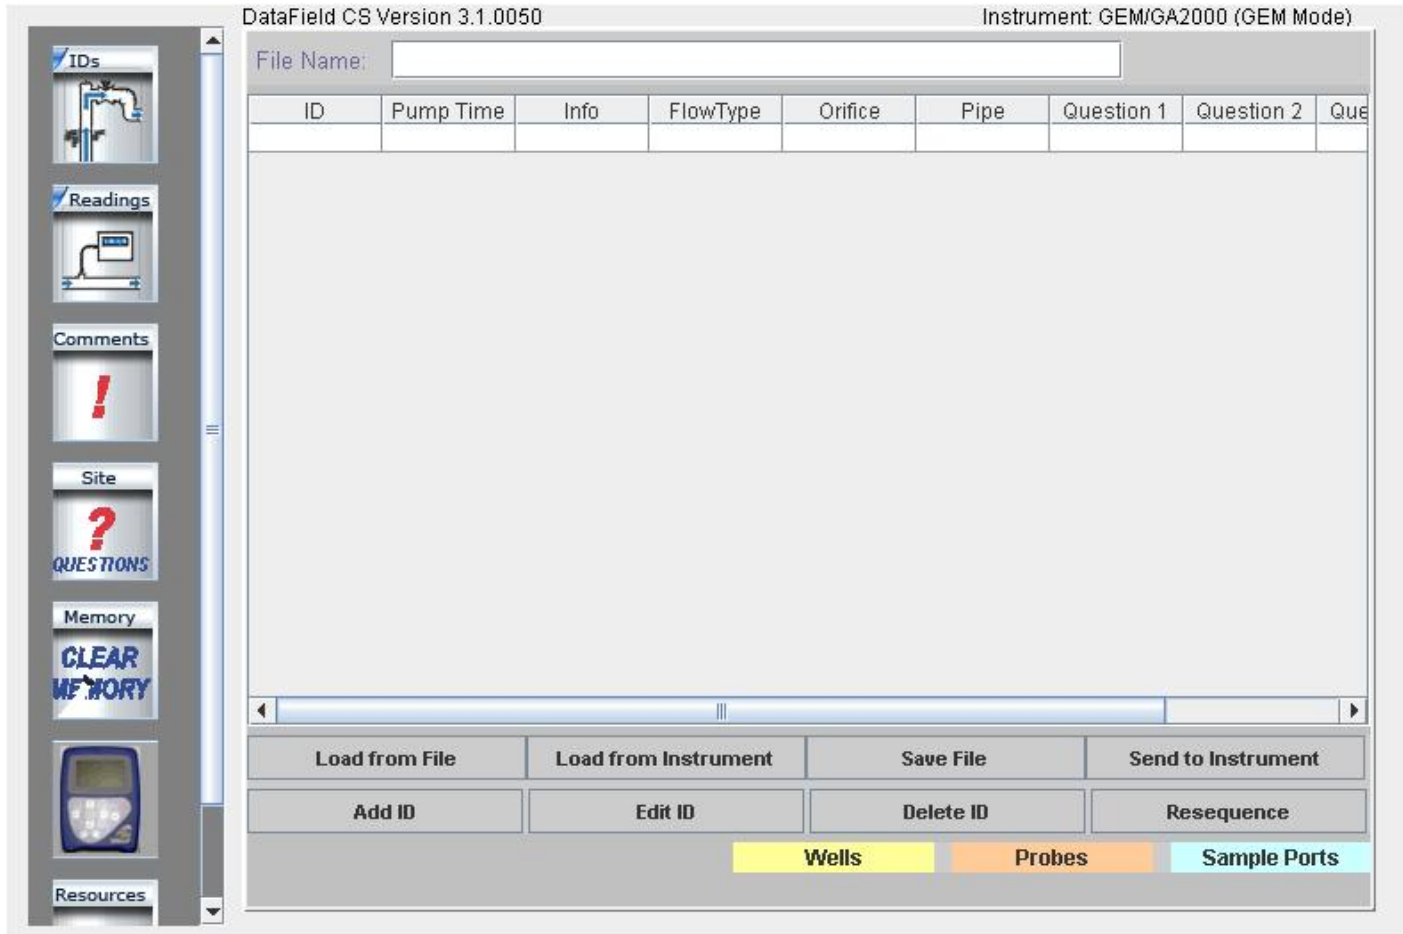 DataField CS Version 3.1.0050 Instrument: GEM/GA2000 (GEM Mode)
IDs
Readings
Comments
Site
QUESTIONS
Memory
CLEAR
MEMORY
Resources
File Name:
ID Pump Time Info FlowType Orifice Pipe Question 1 Question 2 Que
Load from File Load from Instrument Save File Send to Instrument
Add ID Edit ID Delete ID Resequence
Wells Probes Sample Ports